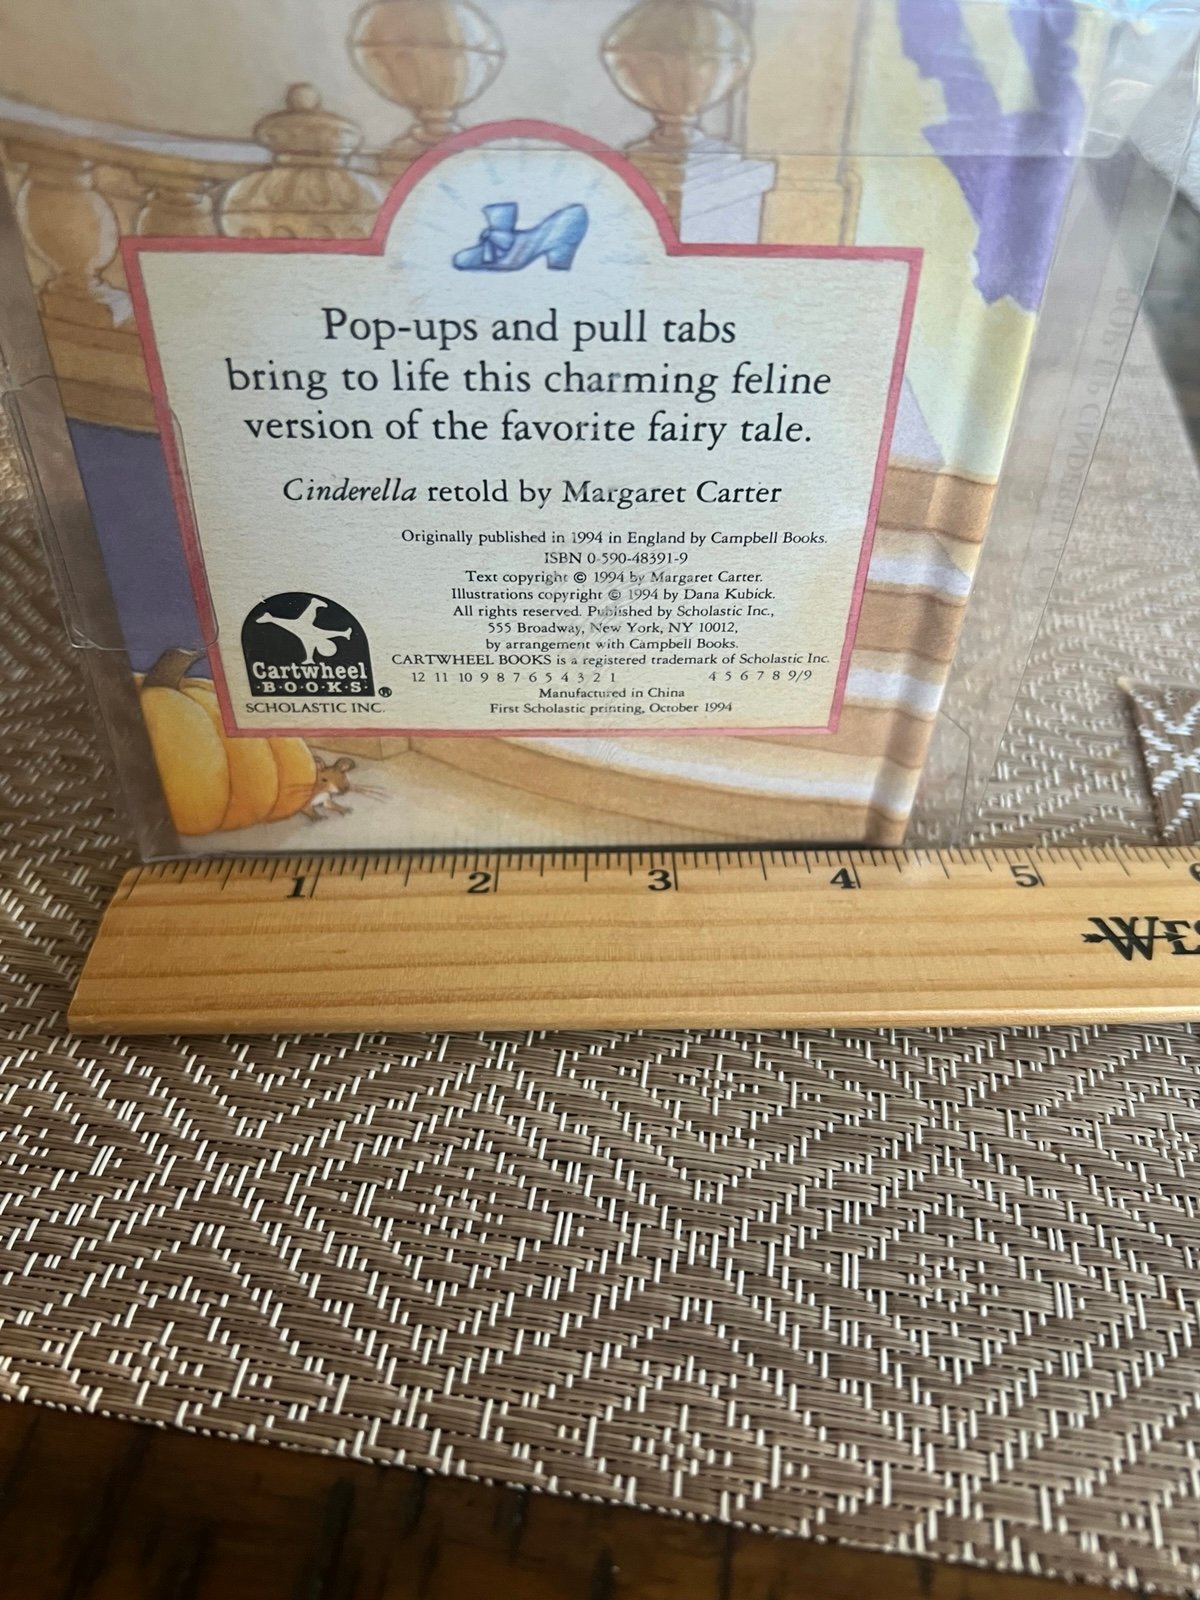 Pop-ups and pull tabs
bring to life this charming feline
version of the favorite fairy tale.
Cinderella retold by Margaret Carter
Originally published in 1994 in England by Campbell Books.
ISBN 0-590-48391-9
Text copyright © 1994 by Margaret Carter.
Illustrations copyright © 1994 by Dana Kubick.
All rights reserved. Published by Scholastic Inc.,
555 Broadway, New York, NY 10012,
by arrangement with Campbell Books.
CARTWHEEL BOOKS is a registered trademark of Scholastic Inc.
12 11 10 9 8 7 6 5 4 3 2 1 4 5 6 7 8 9/9
Manufactured in China
First Scholastic printing, October 1994
Cartwheel
·B·O·O·K·S· ®
SCHOLASTIC INC.
1 2 3 4 5 6